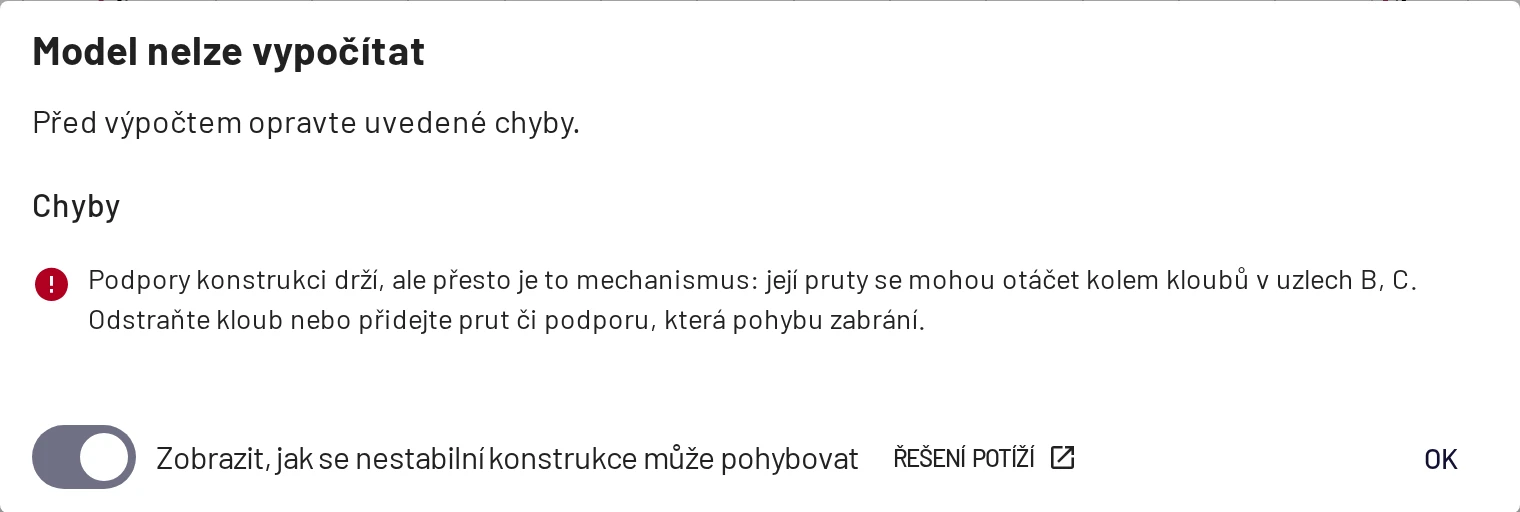 Model nelze vypočítat
Před výpočtem opravte uvedené chyby.
Chyby
Podpory konstrukci drží, ale přesto je to mechanismus: její pruty se mohou otáčet kolem kloubů v uzlech B, C.
Odstraňte kloub nebo přidejte prut či podporu, která pohybu zabrání.
Zobrazit, jak se nestabilní konstrukce může pohybovat ŘEŠENÍ POTÍŽÍ OK